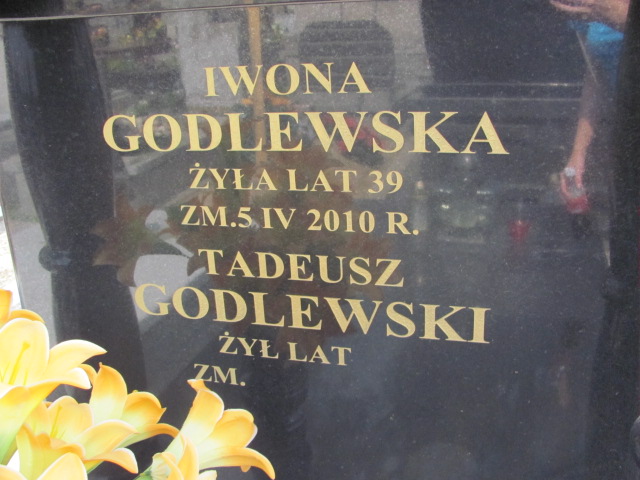 IWONA
GODLEWSKA
ŻYŁA LAT 39
ZM.5 IV 2010 R.
TADEUSZ
GODLEWSKI
ŻYŁ LAT
ZM.